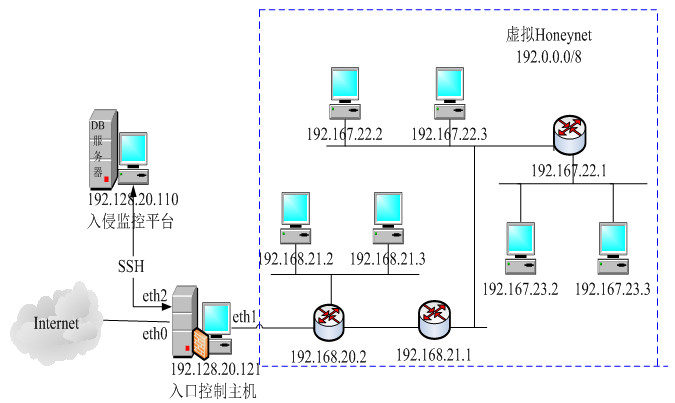 虚拟Honeynet
192.0.0.0/8
192.167.22.2
192.167.22.3
192.167.22.1
DB
服
务
器
192.128.20.110
入侵监控平台
192.168.21.2
192.168.21.3
192.167.23.2
192.167.23.3
SSH
eth2
eth1
Internet
eth0
192.168.20.2
192.168.21.1
192.128.20.121
入口控制主机